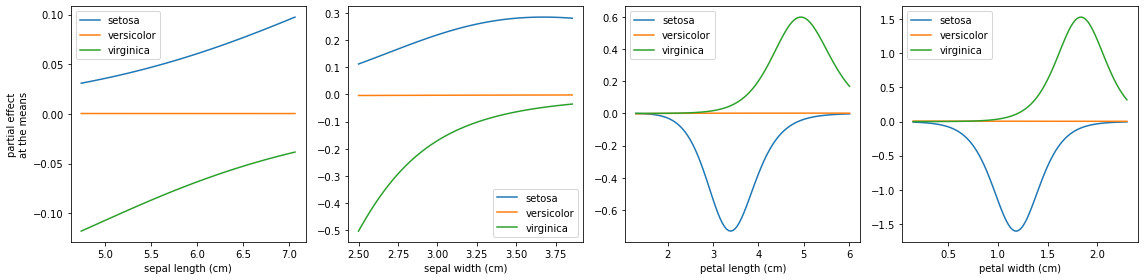 partial effect
at the means
0.10
0.05
0.00
−0.05
−0.10
setosa
versicolor
virginica
5.0 5.5 6.0 6.5 7.0
sepal length (cm)
0.3
0.2
0.1
0.0
−0.1
−0.2
−0.3
−0.4
−0.5
setosa
versicolor
virginica
2.50 2.75 3.00 3.25 3.50 3.75
sepal width (cm)
0.6
0.4
0.2
0.0
−0.2
−0.4
−0.6
setosa
versicolor
virginica
2 3 4 5 6
petal length (cm)
1.5
1.0
0.5
0.0
−0.5
−1.0
−1.5
setosa
versicolor
virginica
0.5 1.0 1.5 2.0
petal width (cm)